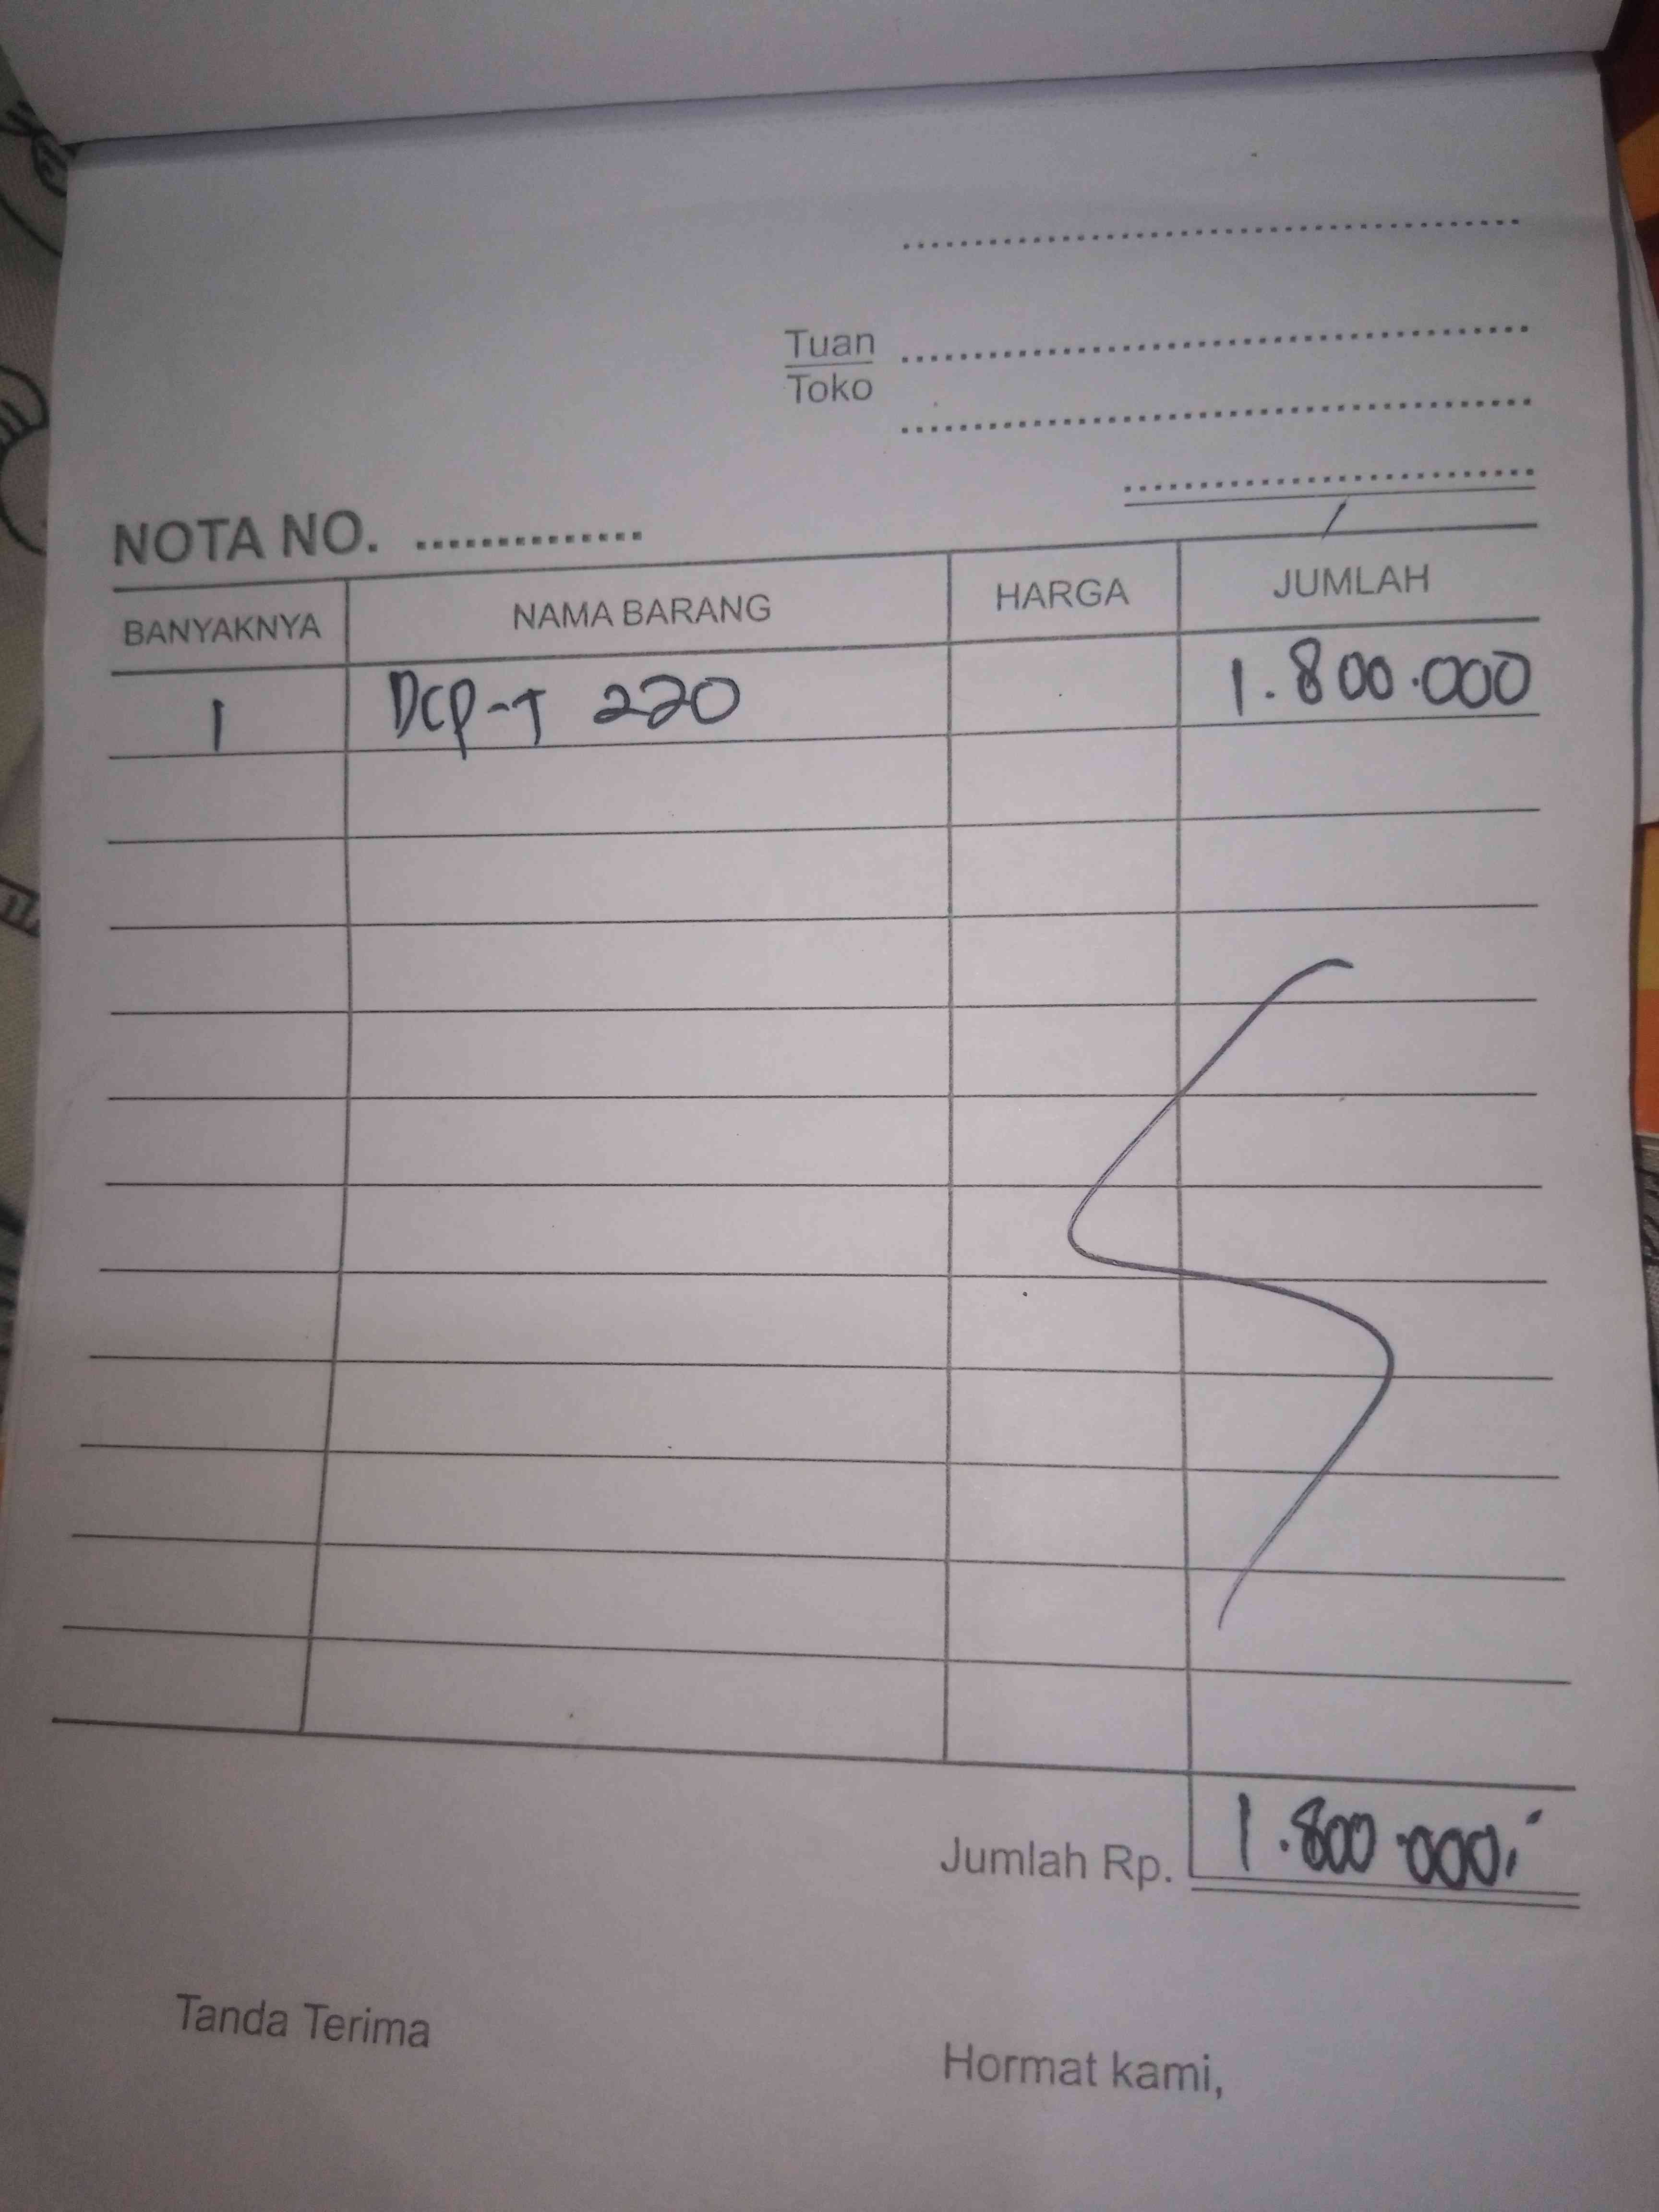 Tuan
Toko
NOTA NO. ..............
BANYAKNYA NAMA BARANG HARGA JUMLAH
1 DCP-T 220 1.800.000
Jumlah Rp. 1.800.000,-
Tanda Terima
Hormat kami,